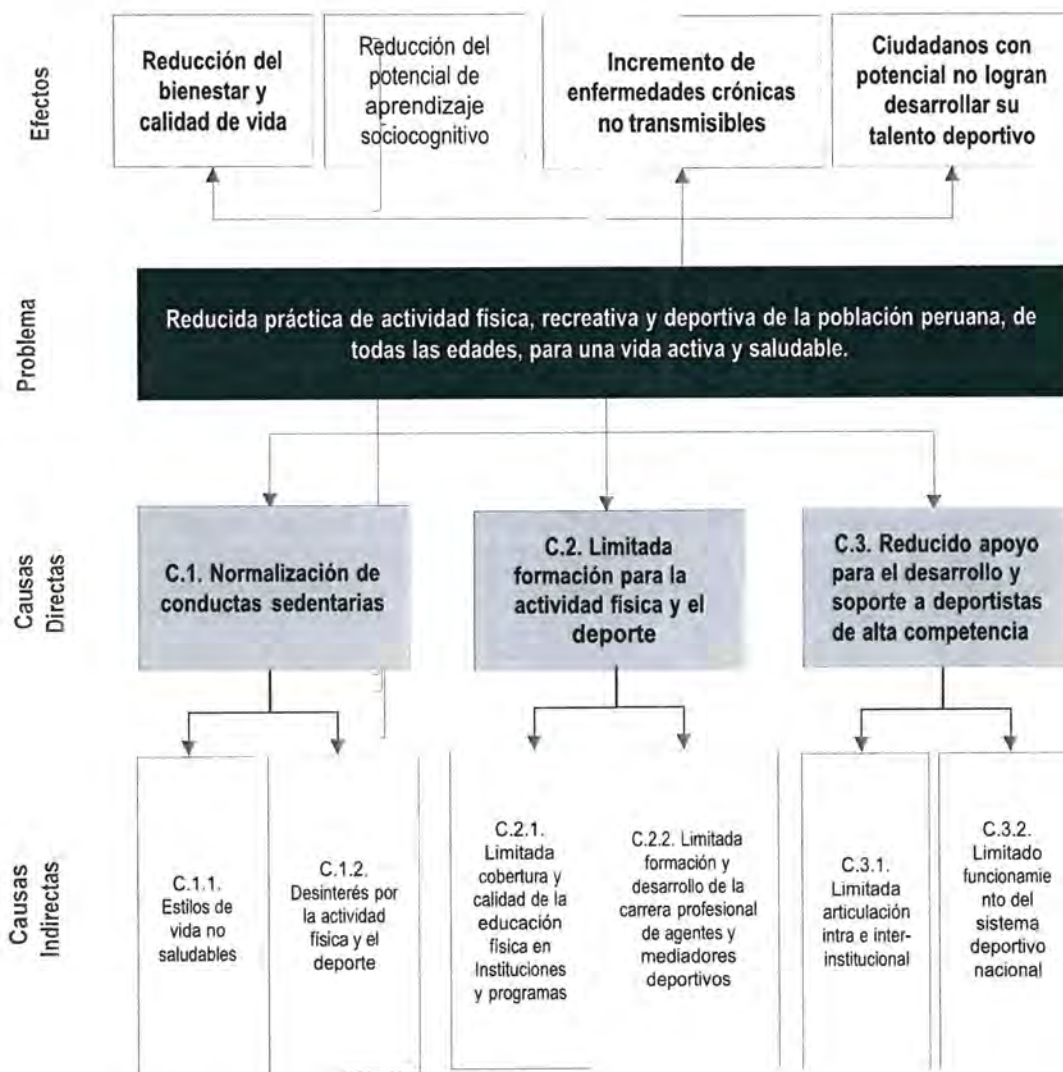 Efectos
Reducción del
bienestar y
calidad de vida
Reducción del
potencial de
aprendizaje
sociocognitivo
Incremento de
enfermedades crónicas
no transmisibles
Ciudadanos con
potencial no logran
desarrollar su
talento deportivo
Problema
Reducida práctica de actividad física, recreativa y deportiva de la población peruana, de
todas las edades, para una vida activa y saludable.
Causas
Directas
C.1. Normalización de
conductas sedentarias
C.2. Limitada
formación para la
actividad física y el
deporte
C.3. Reducido apoyo
para el desarrollo y
soporte a deportistas
de alta competencia
Causas
Indirectas
C.1.1.
Estilos de
vida no
saludables
C.1.2.
Desinterés por
la actividad
física y el
deporte
C.2.1.
Limitada
cobertura y
calidad de la
educación
física en
Instituciones
y programas
C.2.2. Limitada
formación y
desarrollo de la
carrera profesional
de agentes y
mediadores
deportivos
C.3.1.
Limitada
articulación
intra e inter-
institucional
C.3.2.
Limitado
funcionamie
nto del
sistema
deportivo
nacional